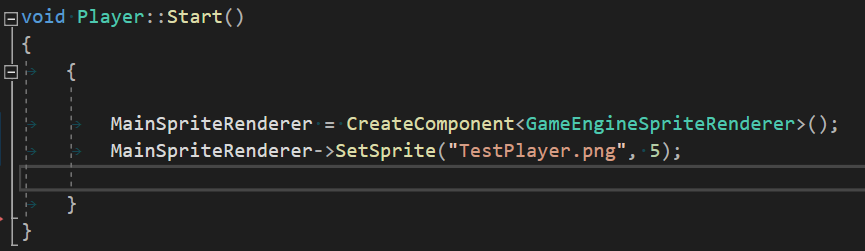 void Player::Start()
{
{
MainSpriteRenderer = CreateComponent<GameEngineSpriteRenderer>();
MainSpriteRenderer->SetSprite("TestPlayer.png", 5);
}
}